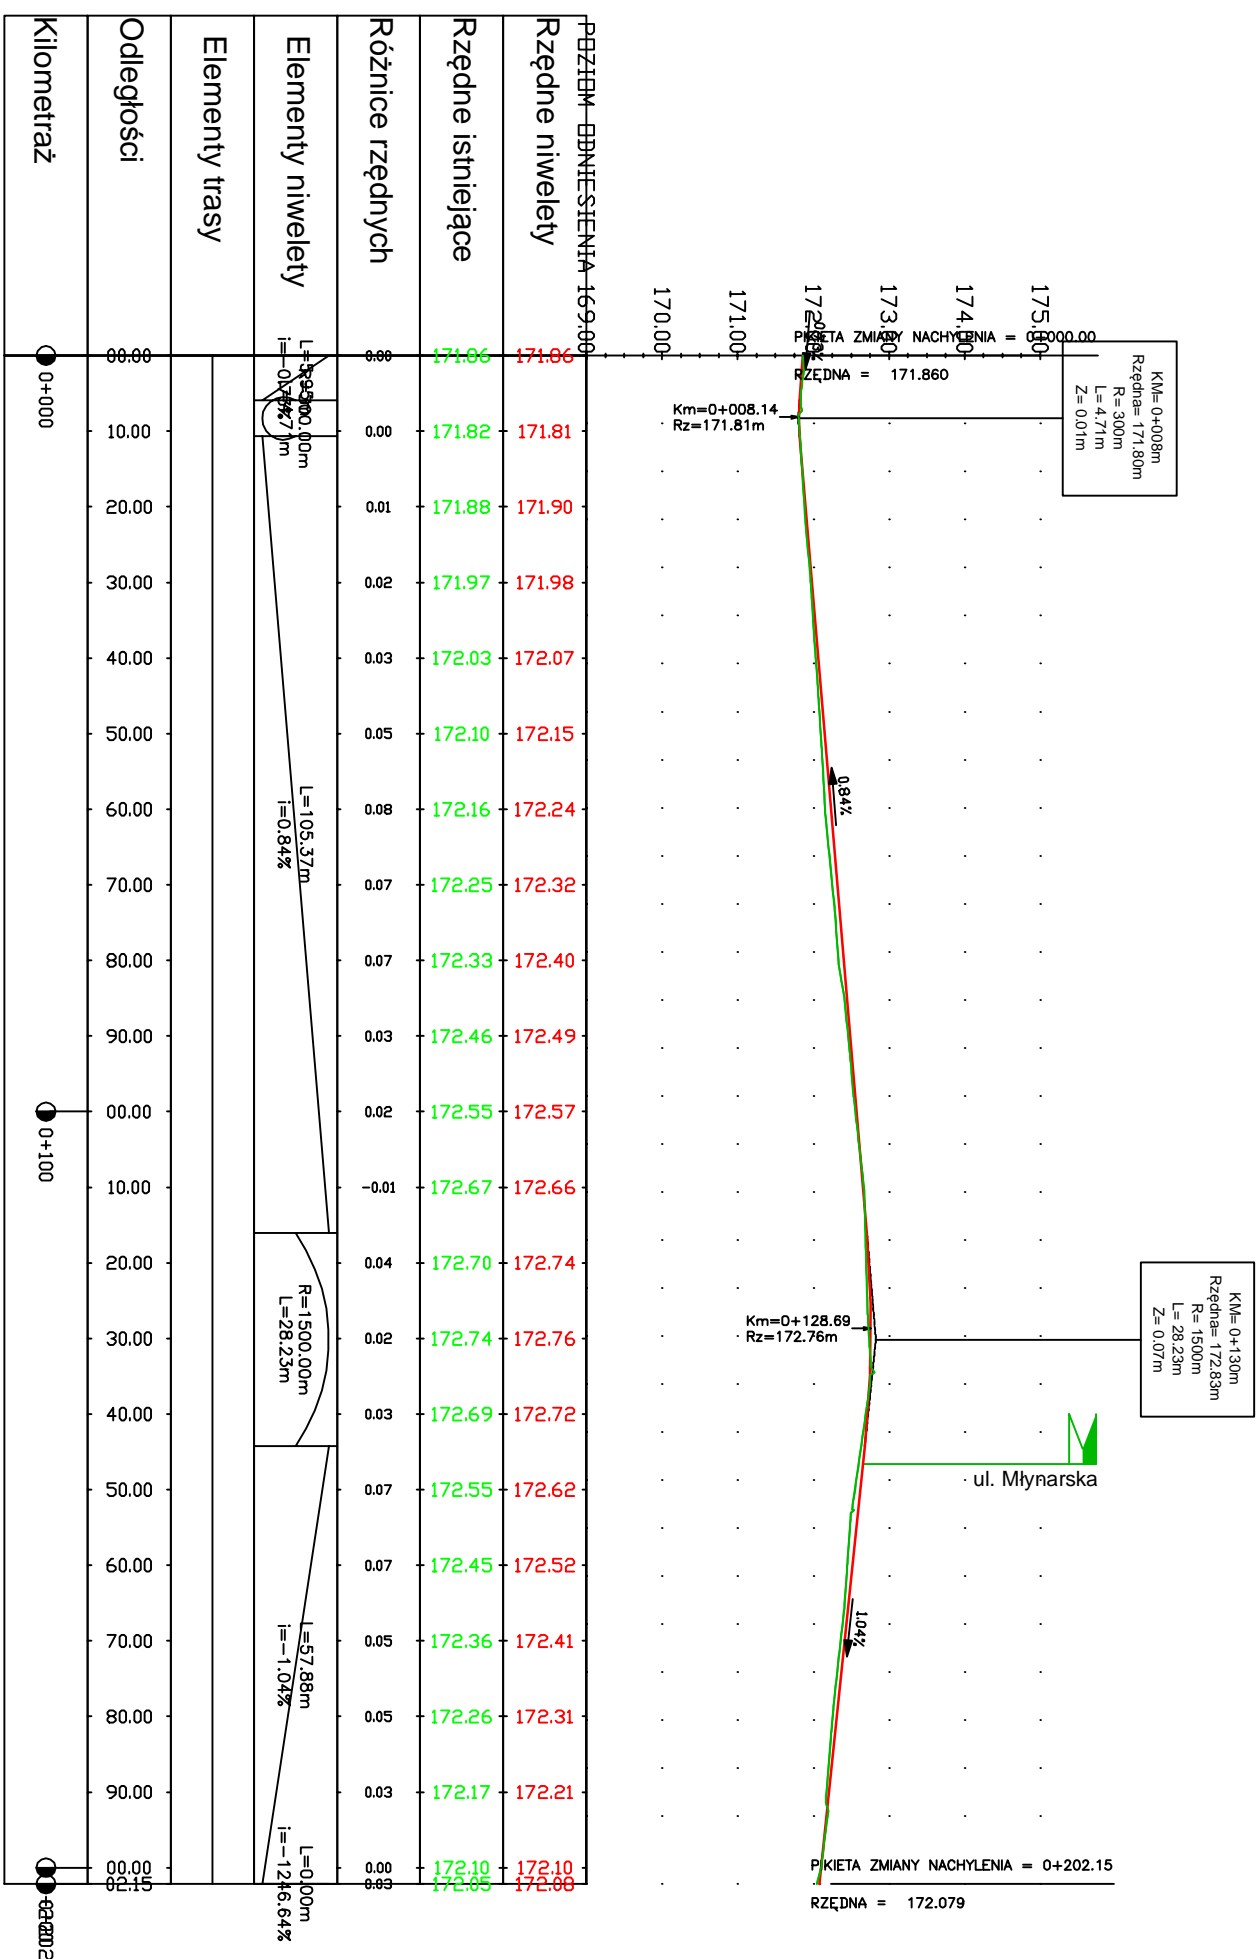 Rzędne niwelety
Rzędne istniejące
Różnice rzędnych
Elementy niwelety
Elementy trasy
Odległości
Kilometraż
POZIOM ODNIESIENIA 169.00
170.00
171.00
173.00
174.00
175.00
PIKIETA ZMIANY NACHYLENIA = 0+000.00
RZĘDNA = 171.860
KM= 0+008m
Rzędna= 171.80m
R= 300m
L= 4.71m
Z= 0.01m
Km=0+008.14
Rz=171.81m
0.84%
KM= 0+130m
Rzędna= 172.83m
R= 1500m
L= 28.23m
Z= 0.07m
Km=0+128.69
Rz=172.76m
ul. Młynarska
1.04%
PIKIETA ZMIANY NACHYLENIA = 0+202.15
RZĘDNA = 172.079
171.86 171.81 171.90 171.98 172.07 172.15 172.24 172.32 172.40 172.49 172.57 172.66 172.74 172.76 172.72 172.62 172.52 172.41 172.31 172.21 172.10 172.08
171.86 171.82 171.88 171.97 172.03 172.10 172.16 172.25 172.33 172.46 172.55 172.67 172.70 172.74 172.69 172.55 172.45 172.36 172.26 172.17 172.10 172.05
0.00 0.00 0.01 0.02 0.03 0.05 0.08 0.07 0.07 0.03 0.02 -0.01 0.04 0.02 0.03 0.07 0.07 0.05 0.05 0.03 0.00 0.03
L=105.37m
i=0.84%
R=1500.00m
L=28.23m
L=57.88m
i=-1.04%
L=0.00m
i=-1246.64%
00.00 10.00 20.00 30.00 40.00 50.00 60.00 70.00 80.00 90.00 00.00 10.00 20.00 30.00 40.00 50.00 60.00 70.00 80.00 90.00 00.00 02.15
0+000
0+100